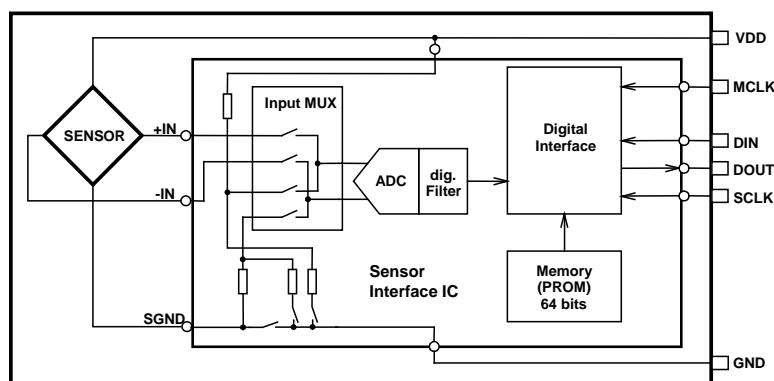 VDD
MCLK
Input MUX
+IN
SENSOR
Digital
Interface
DIN
DOUT
ADC
dig.
Filter
-IN
SCLK
Sensor
Interface IC
Memory
(PROM)
64 bits
SGND
GND